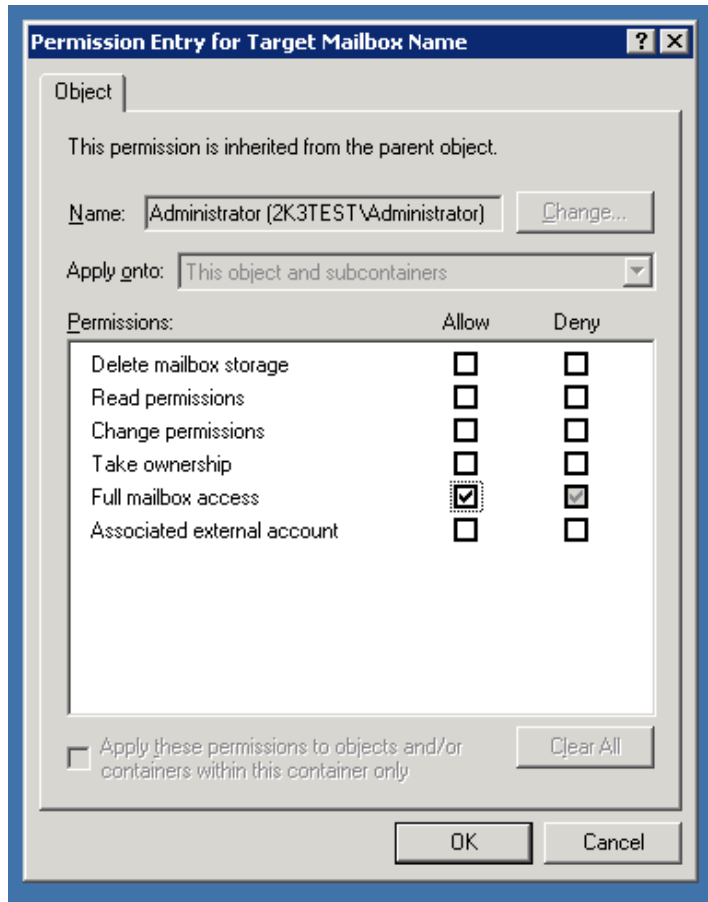 Permission Entry for Target Mailbox Name
Object
This permission is inherited from the parent object.
Name: Administrator (2K3TEST\Administrator) Change...
Apply onto: This object and subcontainers
Permissions: Allow Deny
Delete mailbox storage
Read permissions
Change permissions
Take ownership
Full mailbox access
Associated external account
Apply these permissions to objects and/or
containers within this container only
Clear All
OK Cancel